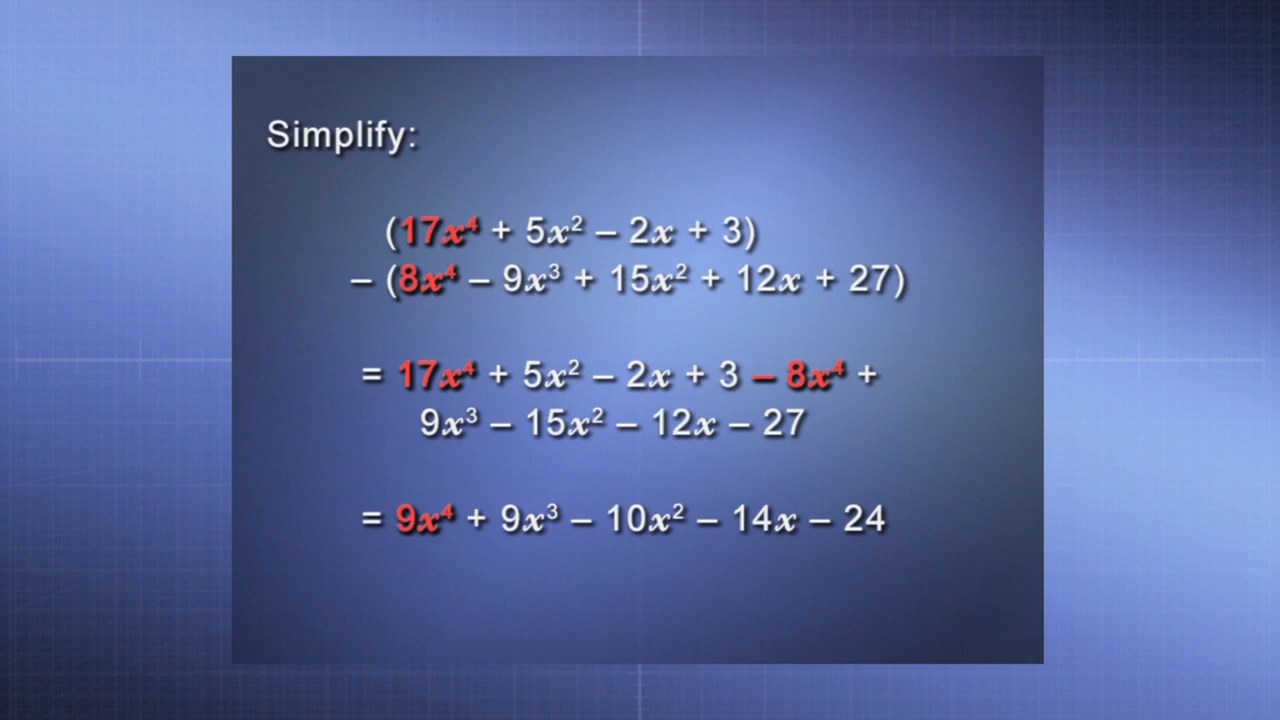 Simplify:
(17x⁴ + 5x² – 2x + 3)
– (8x⁴ – 9x³ + 15x² + 12x + 27)
= 17x⁴ + 5x² – 2x + 3 – 8x⁴ +
9x³ – 15x² – 12x – 27
= 9x⁴ + 9x³ – 10x² – 14x – 24